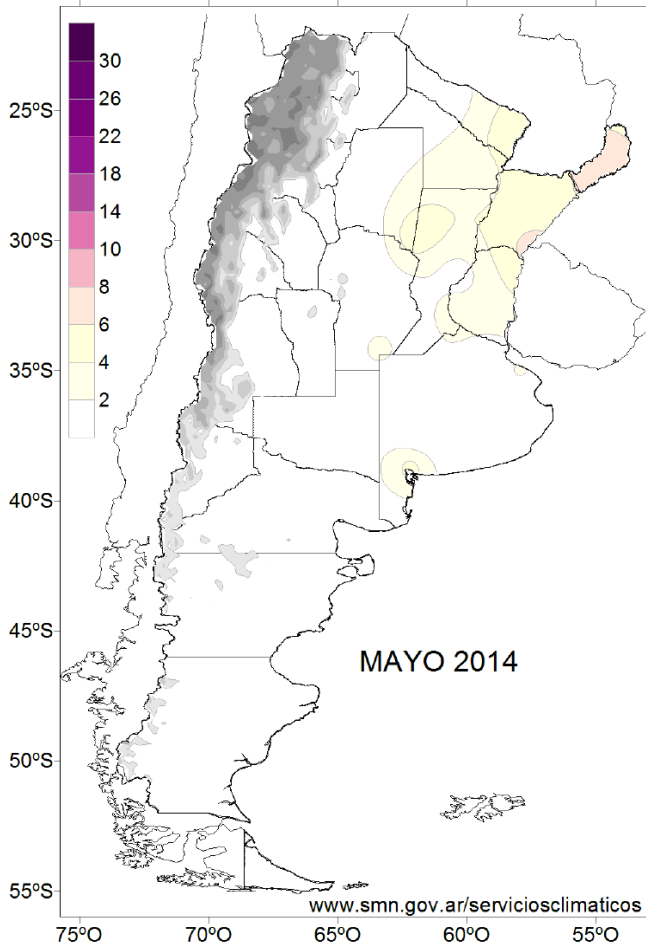 30
26
22
18
14
10
8
6
4
2
25ºS
30ºS
35ºS
40ºS
45ºS
50ºS
55ºS
MAYO 2014
www.smn.gov.ar/serviciosclimaticos
75ºO 70ºO 65ºO 60ºO 55ºO